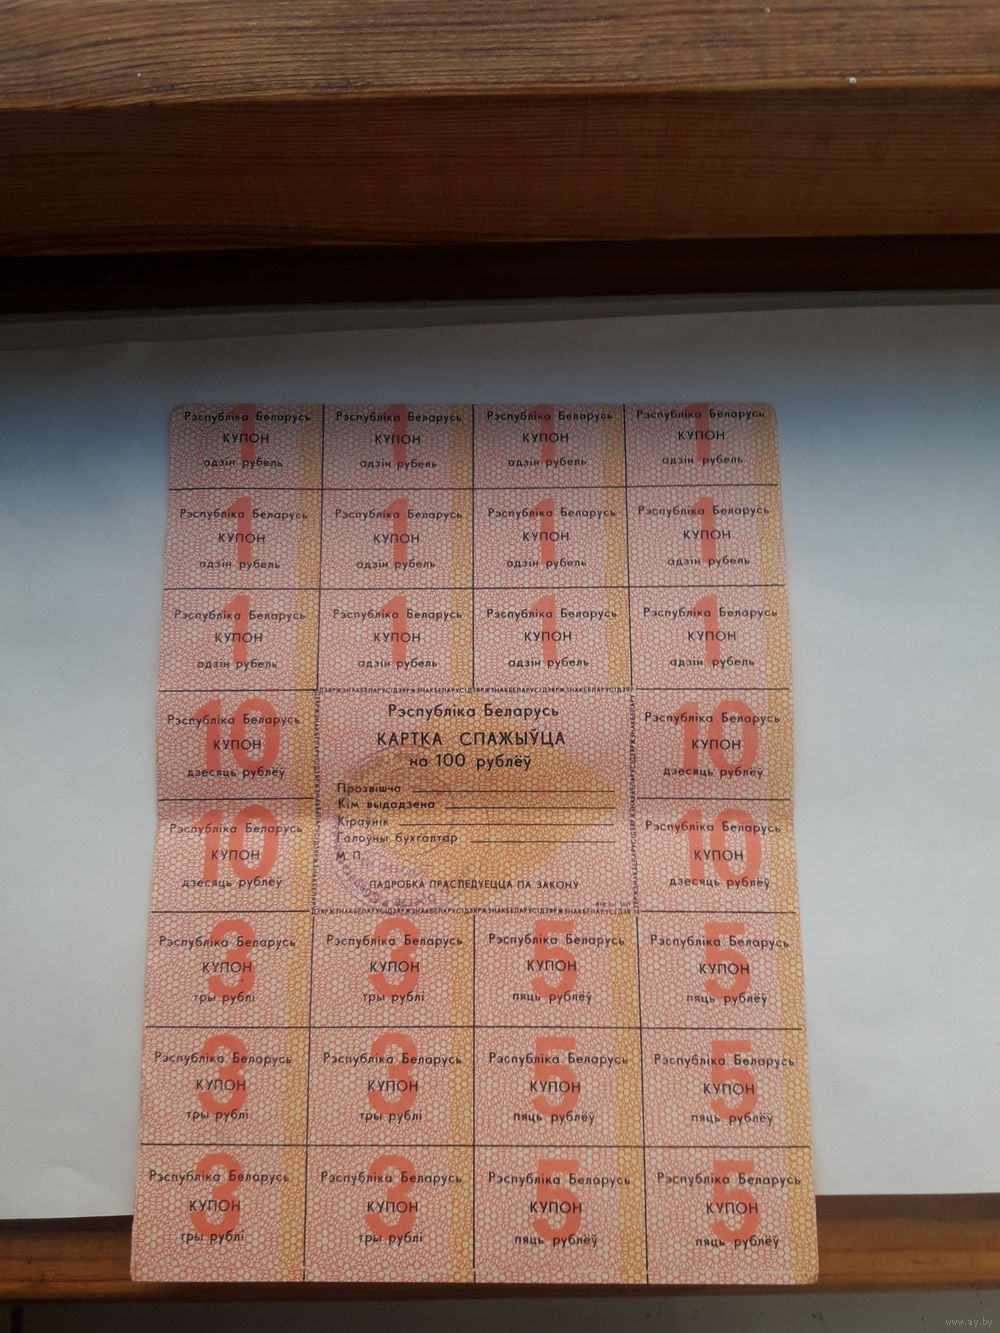 Рэспубліка Беларусь Рэспубліка Беларусь Рэспубліка Беларусь Рэспубліка Беларусь
1 КУПОН 1 КУПОН 1 КУПОН 1 КУПОН
адзін рубель адзін рубель адзін рубель адзін рубель
Рэспубліка Беларусь Рэспубліка Беларусь Рэспубліка Беларусь Рэспубліка Беларусь
1 КУПОН 1 КУПОН 1 КУПОН 1 КУПОН
адзін рубель адзін рубель адзін рубель адзін рубель
Рэспубліка Беларусь Рэспубліка Беларусь Рэспубліка Беларусь Рэспубліка Беларусь
1 КУПОН 1 КУПОН 1 КУПОН 1 КУПОН
адзін рубель адзін рубель адзін рубель адзін рубель
Рэспубліка Беларусь
10 КУПОН
дзесяць рублёў
Рэспубліка Беларусь
10 КУПОН
дзесяць рублёў
ДЗЯРЖЗНАКБЕЛАРУСІДЗЯРЖЗНАКБЕЛАРУСІДЗЯРЖЗНАКБЕЛАРУСІДЗЯРЖЗНАКБЕЛАРУСІДЗЯР
Рэспубліка Беларусь
КАРТКА СПАЖЫЎЦА
на 100 рублёў
Прозвішча
Кім выдадзена
Кіраўнік
Галоўны бухгалтар
М. П.
ПАДРОБКА ПРАСЛЕДУЕЦЦА ПА ЗАКОНУ
Рэспубліка Беларусь
10 КУПОН
дзесяць рублёў
Рэспубліка Беларусь
10 КУПОН
дзесяць рублёў
Рэспубліка Беларусь Рэспубліка Беларусь Рэспубліка Беларусь Рэспубліка Беларусь
3 КУПОН 3 КУПОН 5 КУПОН 5 КУПОН
тры рублі тры рублі пяць рублёў пяць рублёў
Рэспубліка Беларусь Рэспубліка Беларусь Рэспубліка Беларусь Рэспубліка Беларусь
3 КУПОН 3 КУПОН 5 КУПОН 5 КУПОН
тры рублі тры рублі пяць рублёў пяць рублёў
Рэспубліка Беларусь Рэспубліка Беларусь Рэспубліка Беларусь Рэспубліка Беларусь
3 КУПОН 3 КУПОН 5 КУПОН 5 КУПОН
тры рублі тры рублі пяць рублёў пяць рублёў
www.ay.by